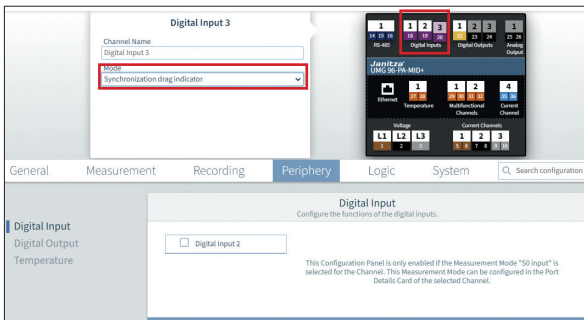 Digital Input 3
Channel Name
Digital Input 3
Mode
Synchronization drag indicator
1 1 2 3 1 2 3 1
14 15 16 18 19 20 22 23 24 25 26
RS-485 Digital Inputs Digital Outputs Analog Output
Janitza®
UMG 96-PA-MID+
1 1 2 4
27 28 29 30 31 32 35 36
Ethernet Temperature Multifunctional Channels Current Channel
Voltage Current Channels
L1 L2 L3 1 2 3
1 2 3 5 6 7 8 9 10
General Measurement Recording Periphery Logic System Search configuration
Digital Input
Configure the functions of the digital inputs.
Digital Input
Digital Output
Temperature
Digital Input 2
This Configuration Panel is only enabled if the Measurement Mode "S0 input" is
selected for the Channel. This Measurement Mode can be configured in the Port
Details Card of the selected Channel.